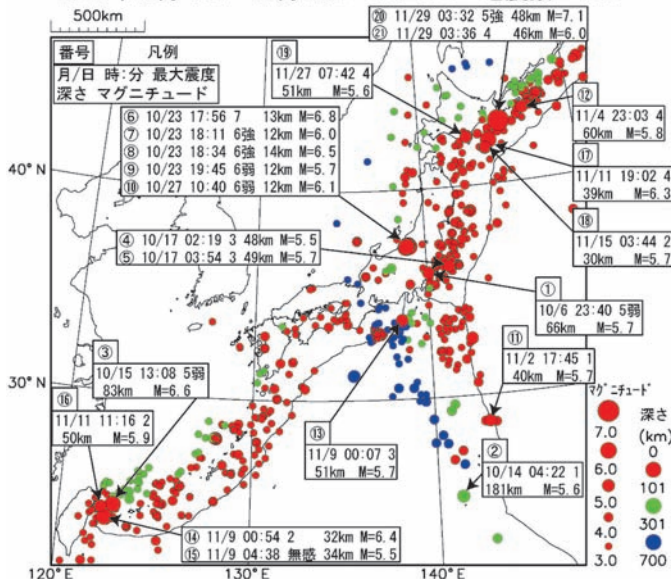 500km
番号 凡例
月/日 時:分 最大震度
深さ マグニチュード
⑳ 11/29 03:32 5強 48km M=7.1
㉑ 11/29 03:36 4 46km M=6.0
⑲
11/27 07:42 4
51km M=5.6
⑥ 10/23 17:56 7 13km M=6.8
⑦ 10/23 18:11 6強 12km M=6.0
⑧ 10/23 18:34 6強 14km M=6.5
⑨ 10/23 19:45 6弱 12km M=5.7
⑩ 10/27 10:40 6弱 12km M=6.1
⑫
11/4 23:03 4
60km M=5.8
⑰
11/11 19:02 4
39km M=6.3
⑱
11/15 03:44 2
30km M=5.7
④ 10/17 02:19 3 48km M=5.5
⑤ 10/17 03:54 3 49km M=5.7
①
10/6 23:40 5弱
66km M=5.7
⑪
11/2 17:45 1
40km M=5.7
③
10/15 13:08 5弱
83km M=6.6
⑯
11/11 11:16 2
50km M=5.9
⑬
11/9 00:07 3
51km M=5.7
②
10/14 04:22 1
181km M=5.6
⑭ 11/9 00:54 2 32km M=6.4
⑮ 11/9 04:38 無感 34km M=5.5
マグニチュード
7.0
6.0
5.0
4.0
3.0
深さ
(km)
0
101
301
700
40°N
30°N
120°E
130°E
140°E